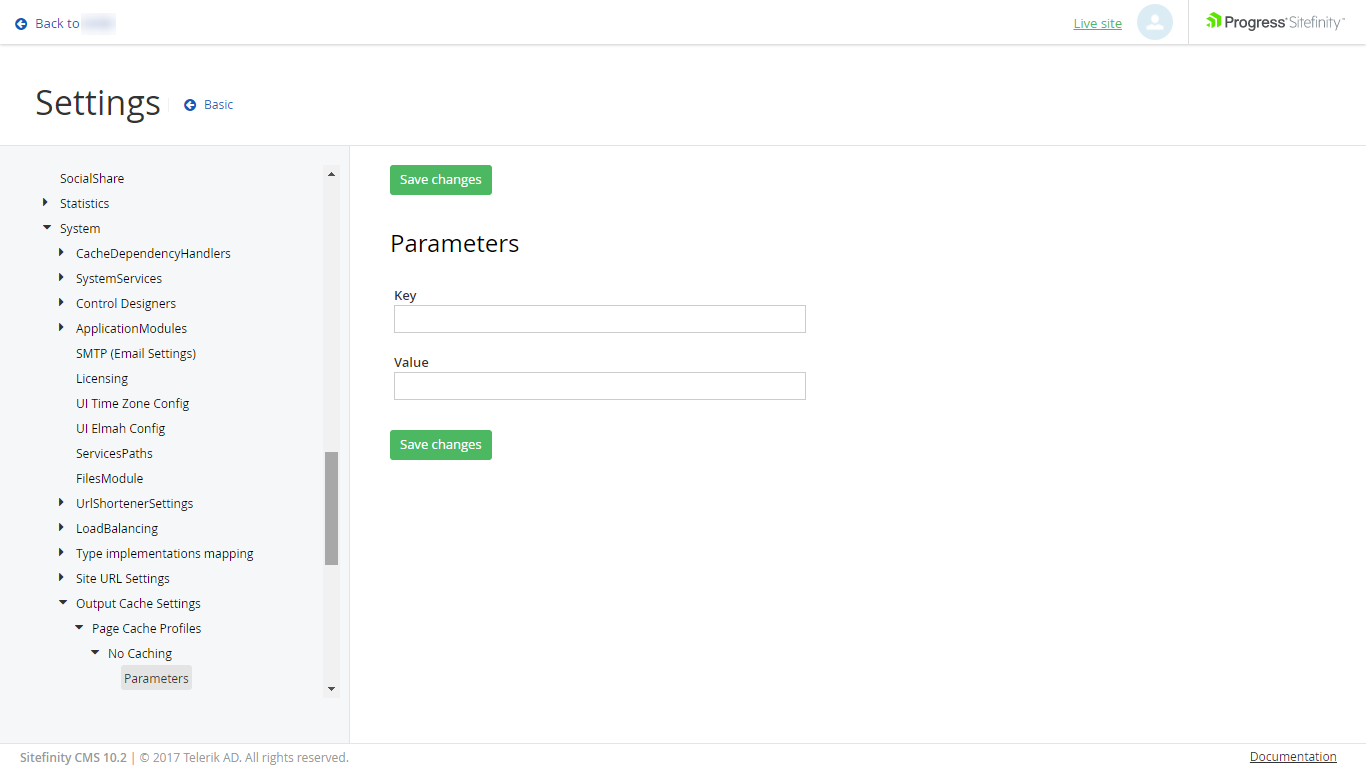 Back to
Live site
Progress Sitefinity
Settings
Basic
SocialShare
Statistics
System
CacheDependencyHandlers
SystemServices
Control Designers
ApplicationModules
SMTP (Email Settings)
Licensing
UI Time Zone Config
UI Elmah Config
ServicesPaths
FilesModule
UrlShortenerSettings
LoadBalancing
Type implementations mapping
Site URL Settings
Output Cache Settings
Page Cache Profiles
No Caching
Parameters
Save changes
Parameters
Key
Value
Save changes
Sitefinity CMS 10.2 | © 2017 Telerik AD. All rights reserved.
Documentation